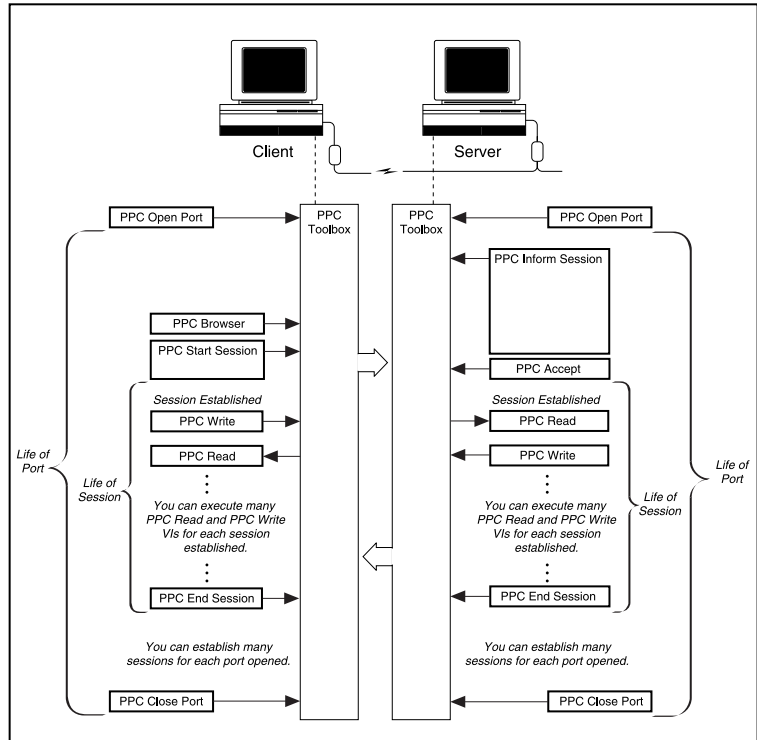 Client
Server
PPC Open Port
PPC
Toolbox
PPC
Toolbox
PPC Open Port
PPC Inform Session
PPC Browser
PPC Start Session
PPC Accept
Session Established
Session Established
PPC Write
PPC Read
Life of
Port
PPC Read
PPC Write
Life of
Port
Life of
Session
Life of
Session
You can execute many
PPC Read and PPC Write
VIs for each session
established.
You can execute many
PPC Read and PPC Write
VIs for each session
established.
PPC End Session
PPC End Session
You can establish many
sessions for each port opened.
You can establish many
sessions for each port opened.
PPC Close Port
PPC Close Port